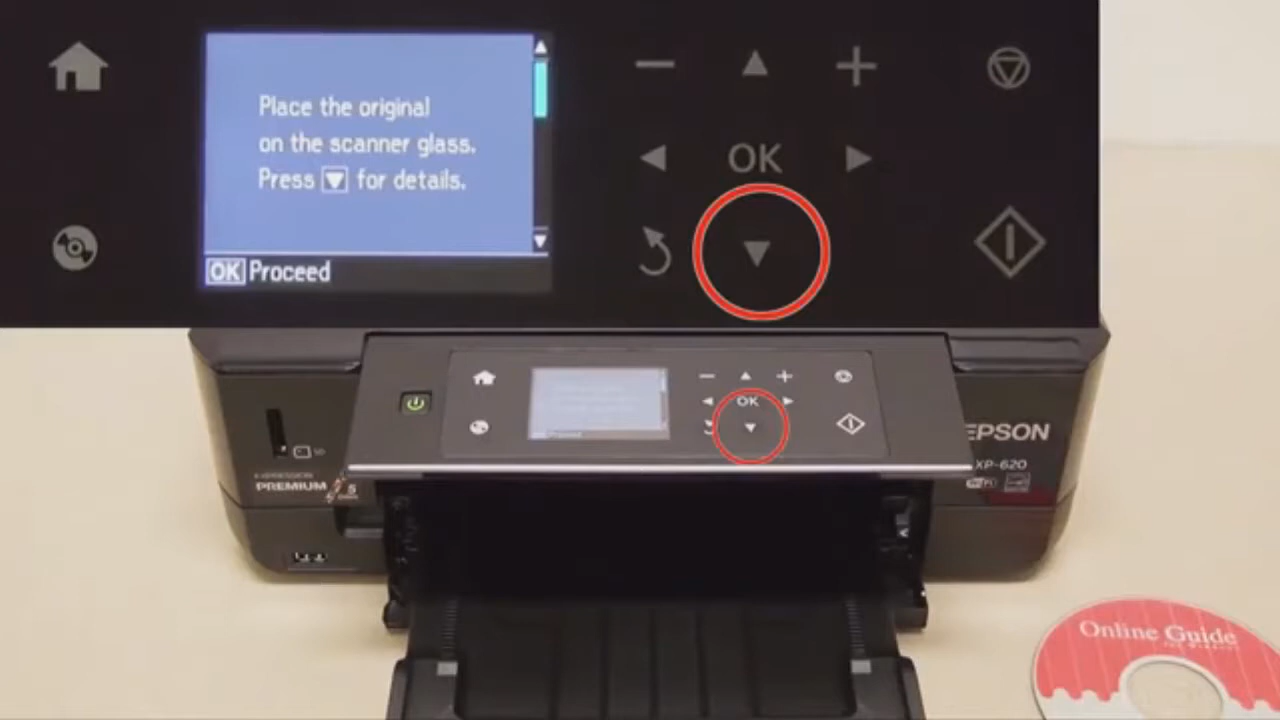 Place the original
on the scanner glass.
Press ▼ for details.
OK Proceed
OK
OK
EPSON
XP-620
PREMIUM
Online Guide